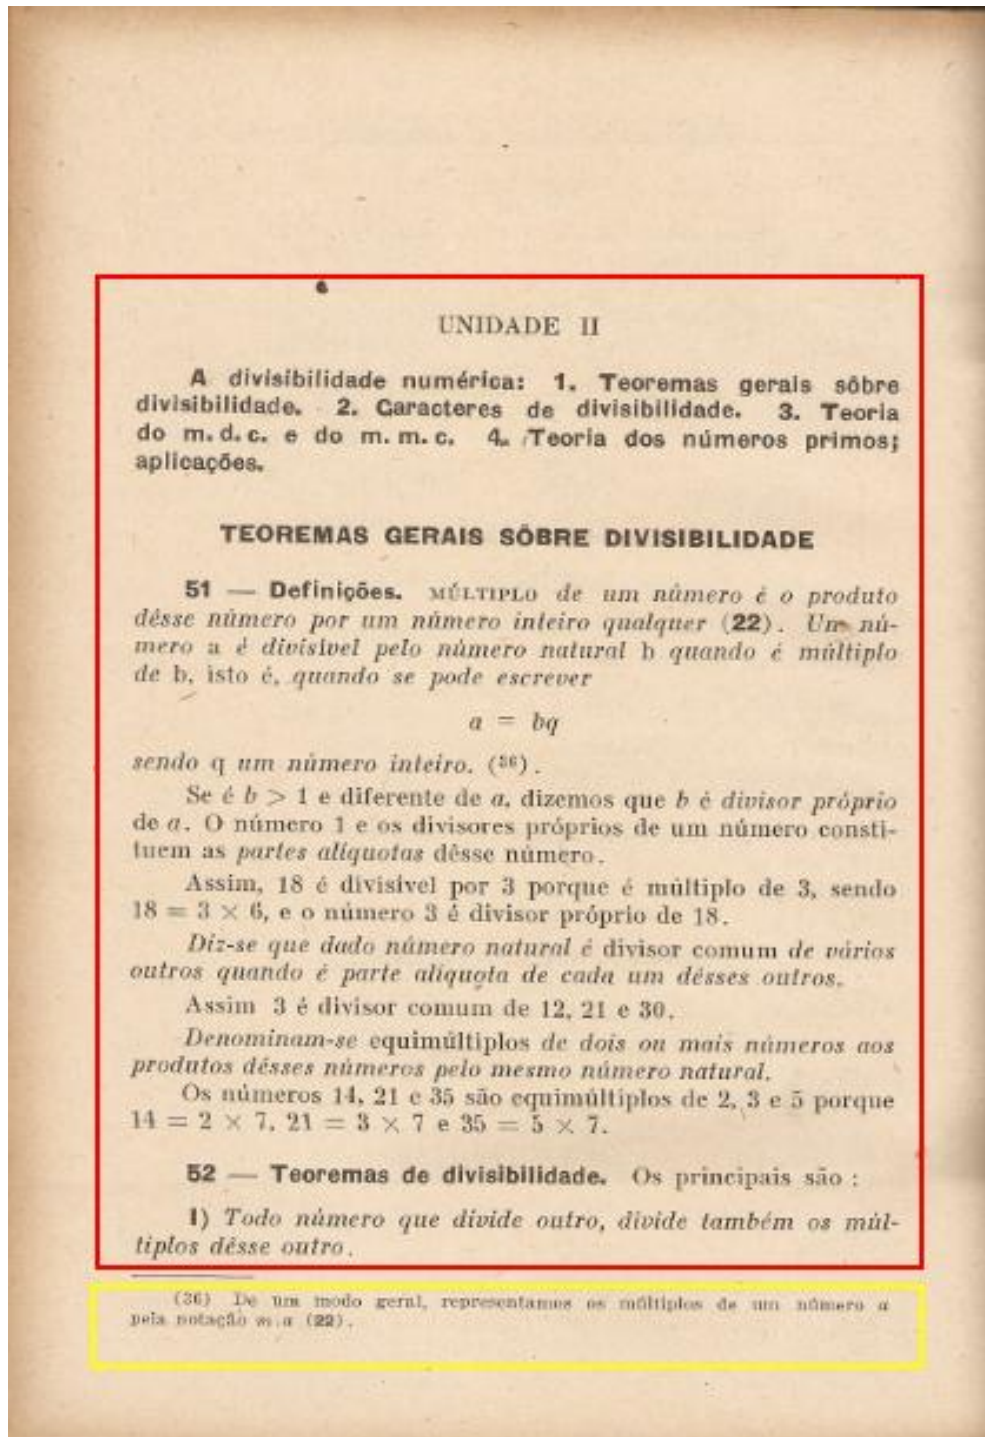 UNIDADE II
A divisibilidade numérica: 1. Teoremas gerais sôbre
divisibilidade. 2. Caracteres de divisibilidade. 3. Teoria
do m. d. c. e do m. m. c. 4. Teoria dos números primos;
aplicações.
TEOREMAS GERAIS SÔBRE DIVISIBILIDADE
51 — Definições. MÚLTIPLO de um número é o produto
désse número por um número inteiro qualquer (22). Um nú-
mero a é divisível pelo número natural b quando é múltiplo
de b, isto é, quando se pode escrever
a = bq
sendo q um número inteiro. (³⁶).
Se é b > 1 e diferente de a, dizemos que b é divisor próprio
de a. O número 1 e os divisores próprios de um número consti-
tuem as partes alíquotas dêsse número.
Assim, 18 é divisível por 3 porque é múltiplo de 3, sendo
18 = 3 × 6, e o número 3 é divisor próprio de 18.
Diz-se que dado número natural é divisor comum de vários
outros quando é parte alíquota de cada um désses outros.
Assim 3 é divisor comum de 12, 21 e 30.
Denominam-se equimúltiplos de dois ou mais números aos
produtos désses números pelo mesmo número natural.
Os números 14, 21 e 35 são equimúltiplos de 2, 3 e 5 porque
14 = 2 × 7, 21 = 3 × 7 e 35 = 5 × 7.
52 — Teoremas de divisibilidade. Os principais são :
I) Todo número que divide outro, divide também os múl-
tiplos désse outro.
(36) De um modo geral, representamos os múltiplos de um número a
pela notação m.a (22).